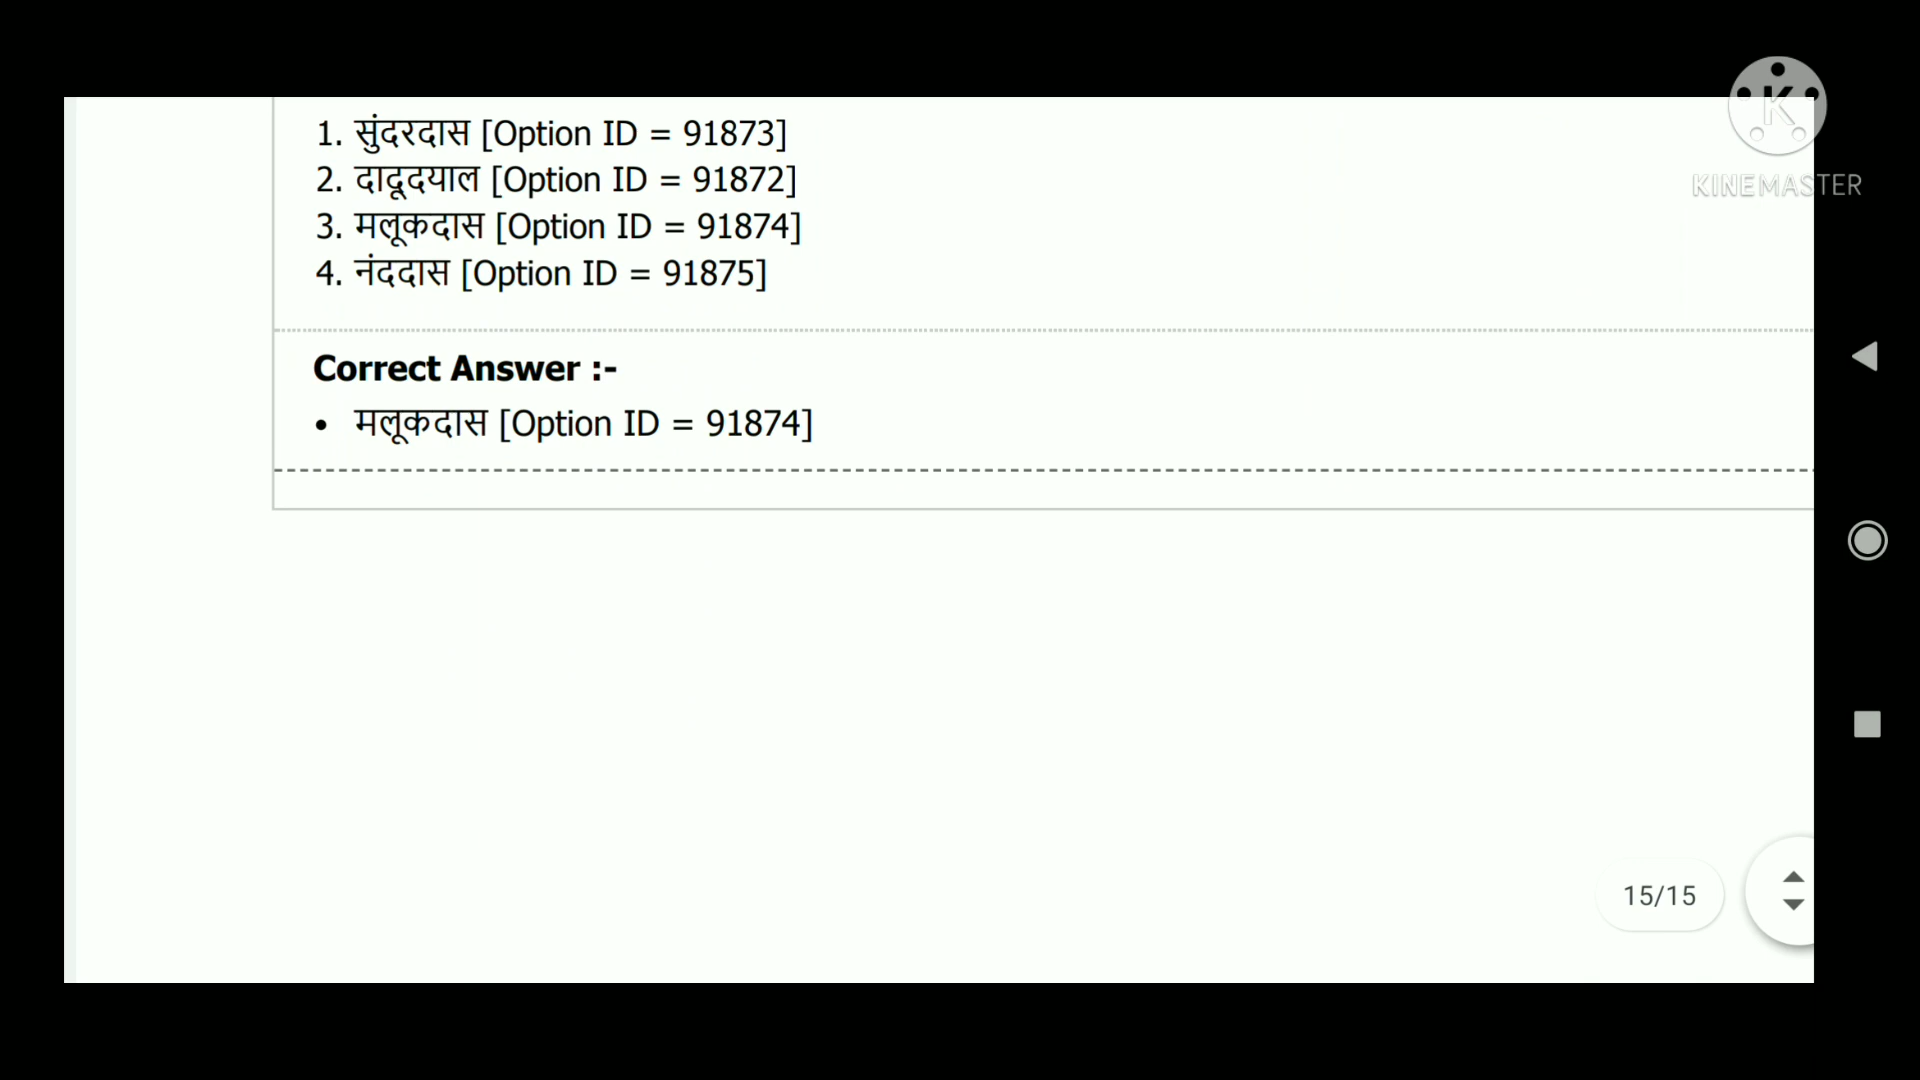 K
KINEMASTER
1. सुंदरदास [Option ID = 91873]
2. दादूदयाल [Option ID = 91872]
3. मलूकदास [Option ID = 91874]
4. नंददास [Option ID = 91875]
Correct Answer :-
• मलूकदास [Option ID = 91874]
15/15